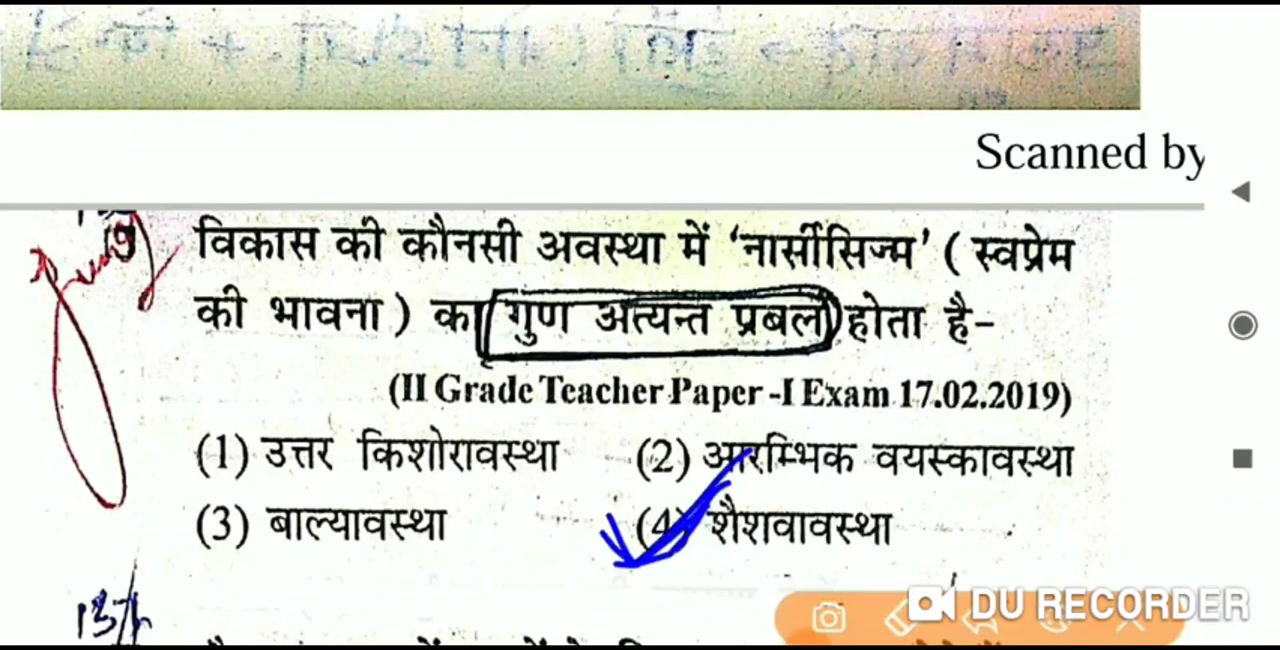 Scanned by
विकास की कौनसी अवस्था में ‘नार्सीसिज्म’ ( स्वप्रेम
की भावना ) का गुण अत्यन्त प्रबल होता है-
(II Grade Teacher Paper -I Exam 17.02.2019)
(1) उत्तर किशोरावस्था (2) आरम्भिक वयस्कावस्था
(3) बाल्यावस्था (4) शैशवावस्था
DU RECORDER